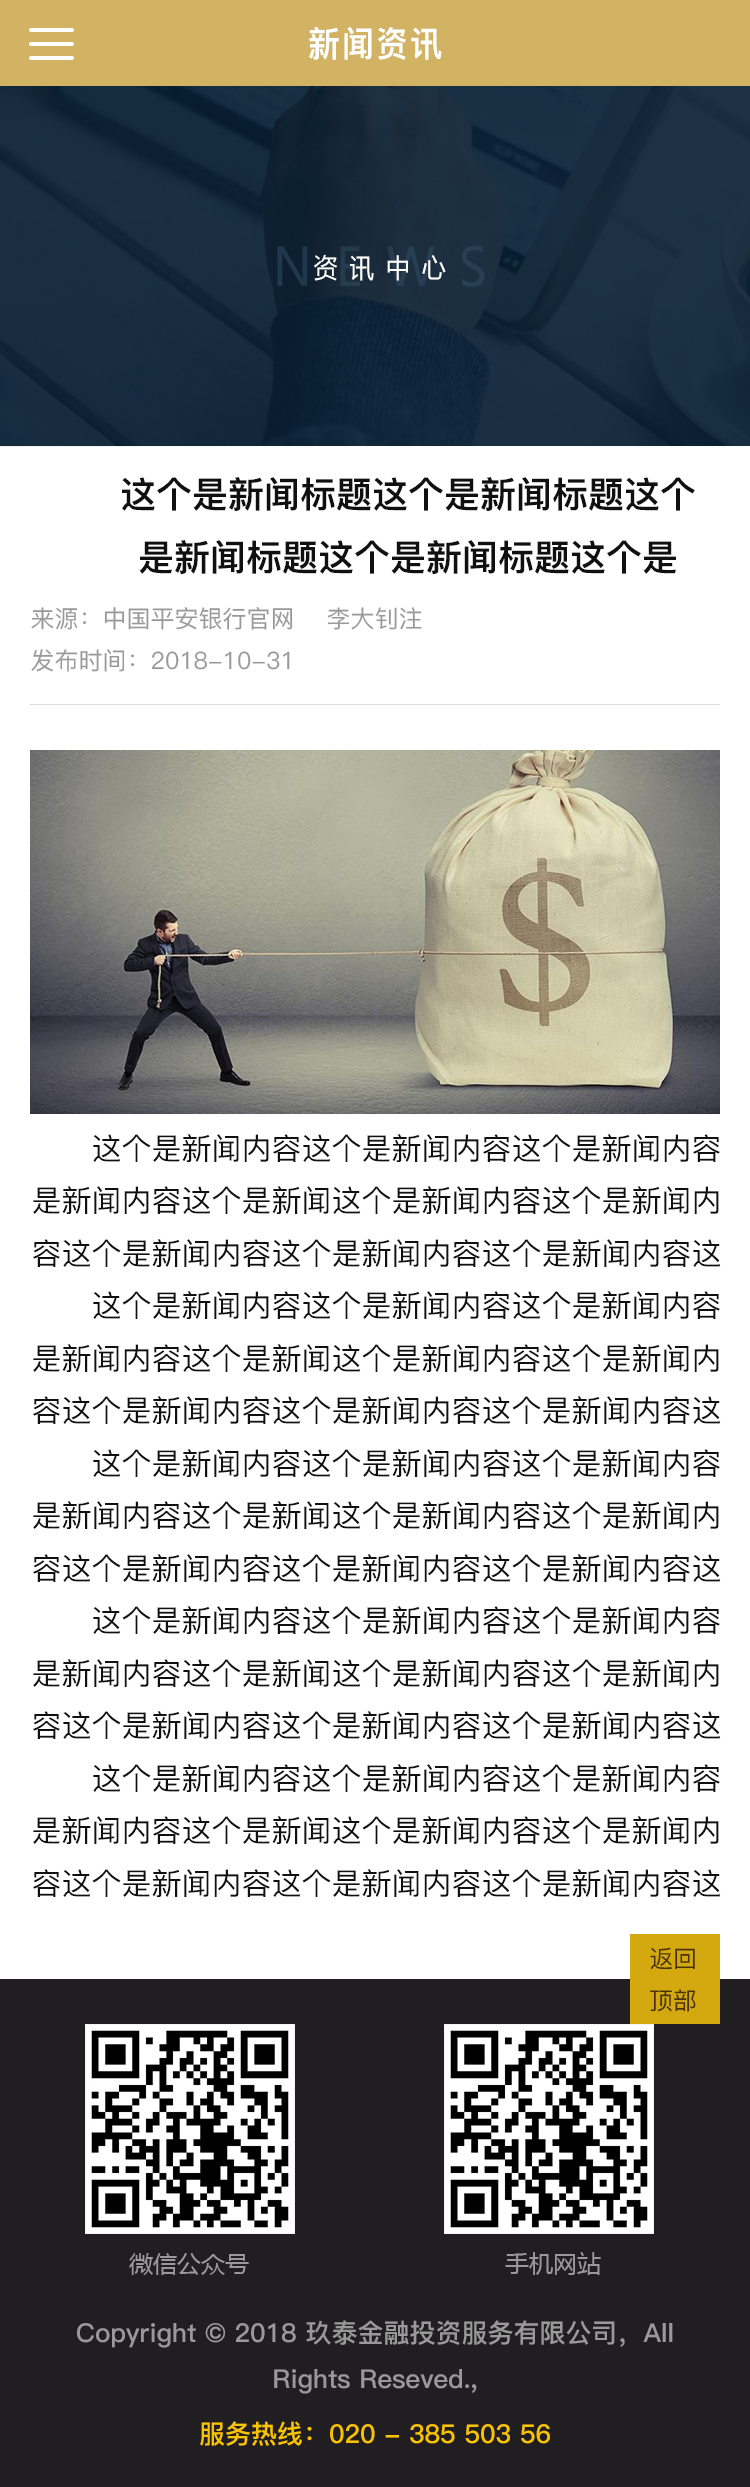 新闻资讯
NEWS
资讯中心
这个是新闻标题这个是新闻标题这个
是新闻标题这个是新闻标题这个是
来源：中国平安银行官网 李大钊注
发布时间：2018-10-31
$
这个是新闻内容这个是新闻内容这个是新闻内容
是新闻内容这个是新闻这个是新闻内容这个是新闻内
容这个是新闻内容这个是新闻内容这个是新闻内容这
这个是新闻内容这个是新闻内容这个是新闻内容
是新闻内容这个是新闻这个是新闻内容这个是新闻内
容这个是新闻内容这个是新闻内容这个是新闻内容这
这个是新闻内容这个是新闻内容这个是新闻内容
是新闻内容这个是新闻这个是新闻内容这个是新闻内
容这个是新闻内容这个是新闻内容这个是新闻内容这
这个是新闻内容这个是新闻内容这个是新闻内容
是新闻内容这个是新闻这个是新闻内容这个是新闻内
容这个是新闻内容这个是新闻内容这个是新闻内容这
这个是新闻内容这个是新闻内容这个是新闻内容
是新闻内容这个是新闻这个是新闻内容这个是新闻内
容这个是新闻内容这个是新闻内容这个是新闻内容这
返回
顶部
微信公众号
手机网站
Copyright © 2018 玖泰金融投资服务有限公司，All
Rights Reseved.,
服务热线：020 - 385 503 56